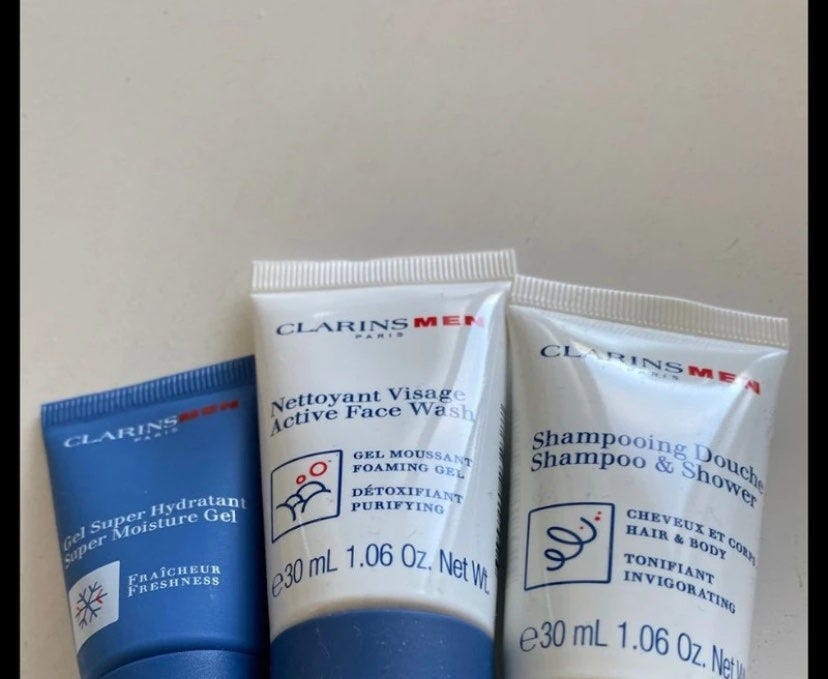 CLARINS MEN
PARIS
Gel Super Hydratant
Super Moisture Gel
FRAÎCHEUR
FRESHNESS
CLARINS MEN
PARIS
Nettoyant Visage
Active Face Wash
GEL MOUSSANT
FOAMING GEL
DÉTOXIFIANT
PURIFYING
℮30 mL 1.06 Oz. Net Wt.
CLARINS MEN
PARIS
Shampooing Douche
Shampoo & Shower
CHEVEUX ET CORPS
HAIR & BODY
TONIFIANT
INVIGORATING
℮30 mL 1.06 Oz. Net